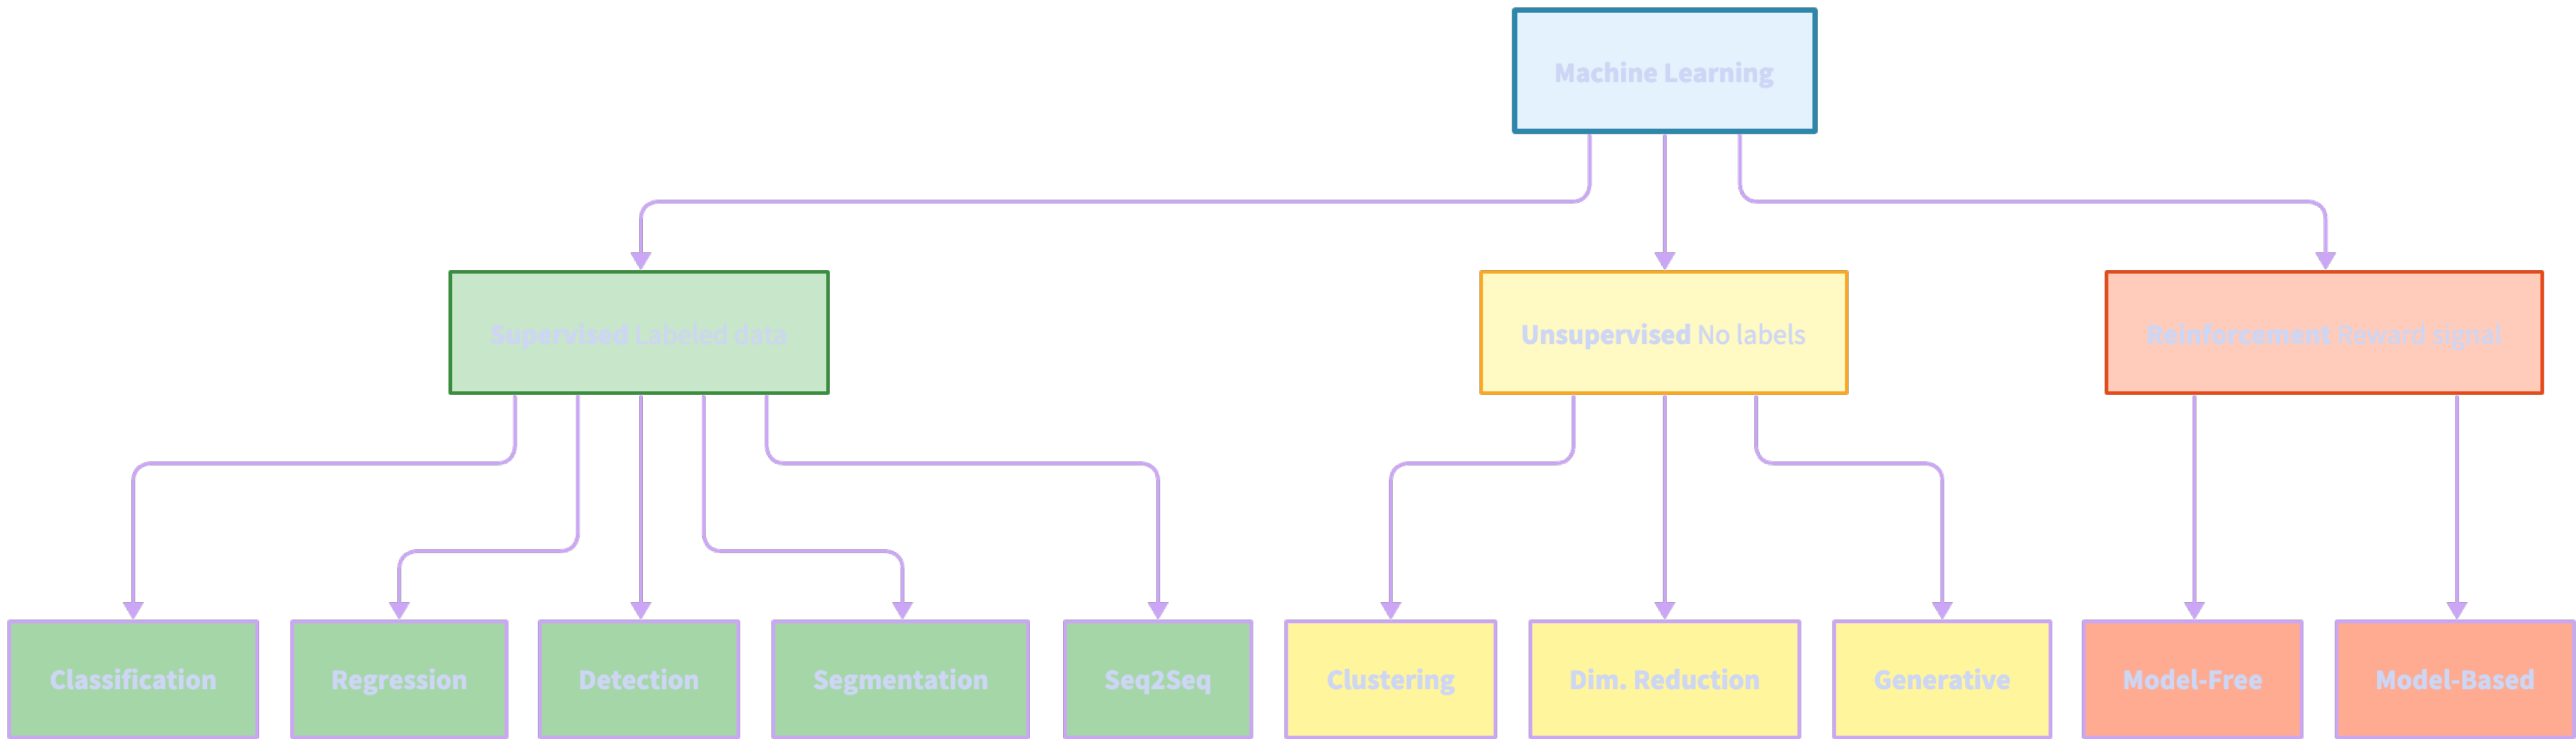 Machine Learning
Supervised Labeled data
Unsupervised No labels
Reinforcement Reward signal
Classification
Regression
Detection
Segmentation
Seq2Seq
Clustering
Dim. Reduction
Generative
Model-Free
Model-Based